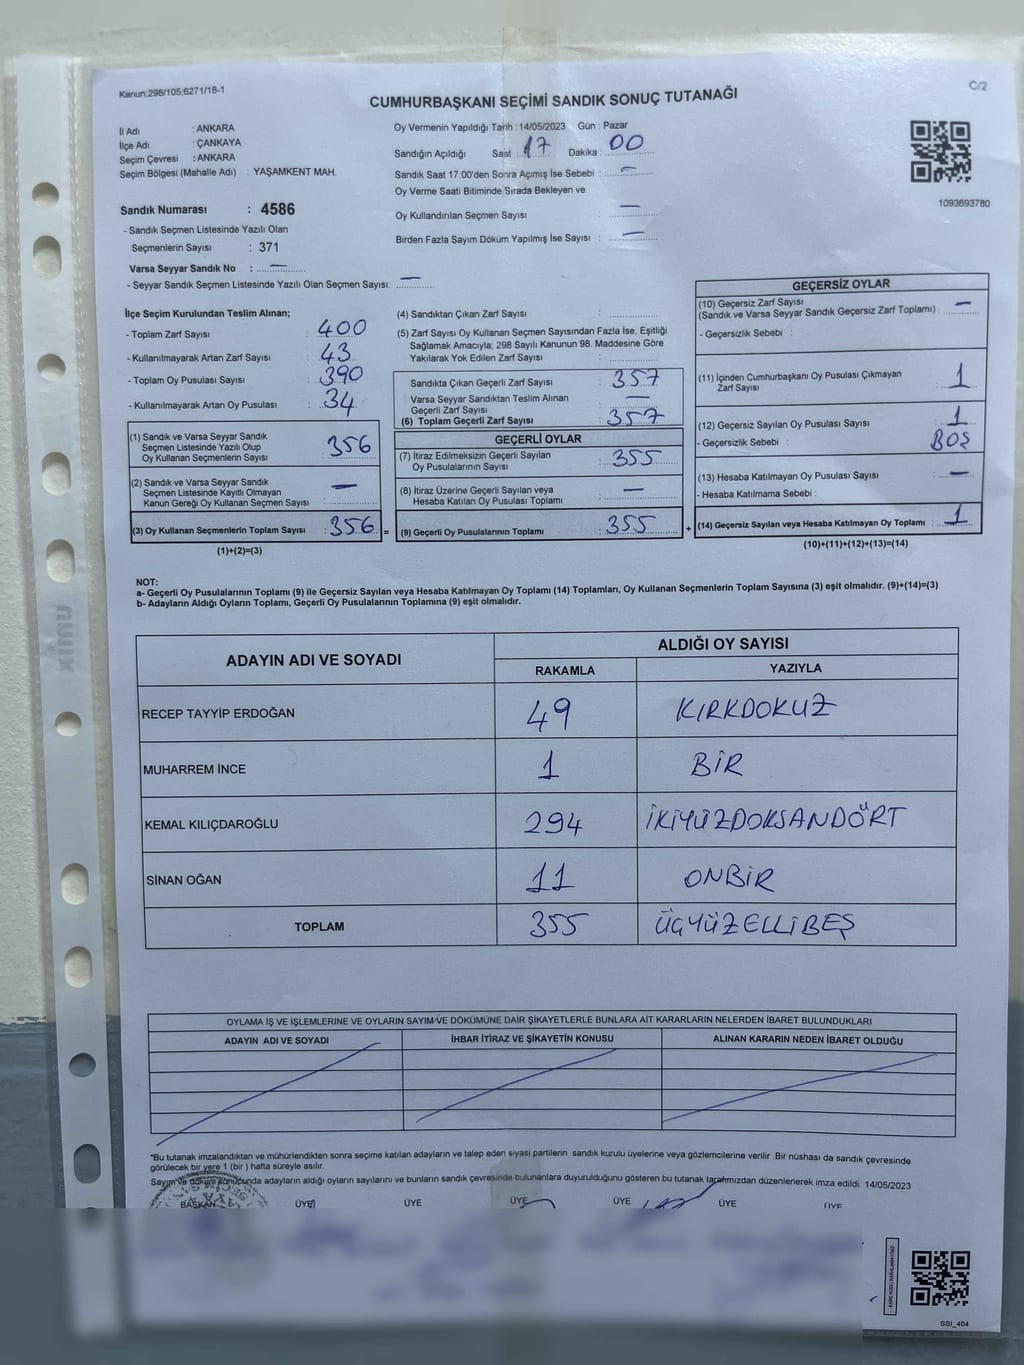 Kanun:298/105;6271/18-1
C/2
CUMHURBAŞKANI SEÇİMİ SANDIK SONUÇ TUTANAĞI
İl Adı : ANKARA
İlçe Adı : ÇANKAYA
Seçim Çevresi : ANKARA
Seçim Bölgesi (Mahalle Adı) : YAŞAMKENT MAH.
Sandık Numarası : 4586
- Sandık Seçmen Listesinde Yazılı Olan
Seçmenlerin Sayısı : 371
Varsa Seyyar Sandık No : —
- Seyyar Sandık Seçmen Listesinde Yazılı Olan Seçmen Sayısı: —
Oy Vermenin Yapıldığı Tarih : 14/05/2023 Gün : Pazar
Sandığın Açıldığı Saat : 17 Dakika : 00
Sandık Saat 17:00'den Sonra Açımış İse Sebebi : —
Oy Verme Saati Bitiminde Sırada Bekleyen ve
Oy Kullandırılan Seçmen Sayısı : —
Birden Fazla Sayım Döküm Yapılmış İse Sayısı : —
1093693780
İlçe Seçim Kurulundan Teslim Alınan;
- Toplam Zarf Sayısı : 400
- Kullanılmayarak Artan Zarf Sayısı : 43
- Toplam Oy Pusulası Sayısı : 390
- Kullanılmayarak Artan Oy Pusulası : 34
(1) Sandık ve Varsa Seyyar Sandık
Seçmen Listesinde Yazılı Olup
Oy Kullanan Seçmenlerin Sayısı : 356
(2) Sandık ve Varsa Seyyar Sandık
Seçmen Listesinde Kayıtlı Olmayan
Kanun Gereği Oy Kullanan Seçmen Sayısı : —
(3) Oy Kullanan Seçmenlerin Toplam Sayısı : 356 =
(1)+(2)=(3)
(4) Sandıktan Çıkan Zarf Sayısı :
(5) Zarf Sayısı Oy Kullanan Seçmen Sayısından Fazla İse, Eşitliği
Sağlamak Amacıyla; 298 Sayılı Kanunun 98. Maddesine Göre
Yakılarak Yok Edilen Zarf Sayısı :
Sandıkta Çıkan Geçerli Zarf Sayısı : 357
Varsa Seyyar Sandıktan Teslim Alınan
Geçerli Zarf Sayısı : —
(6) Toplam Geçerli Zarf Sayısı : 357
GEÇERLİ OYLAR
(7) İtiraz Edilmeksizin Geçerli Sayılan
Oy Pusulalarının Sayısı : 355
(8) İtiraz Üzerine Geçerli Sayılan veya
Hesaba Katılan Oy Pusulası Toplamı : —
(9) Geçerli Oy Pusulalarının Toplamı : 355 +
GEÇERSİZ OYLAR
(10) Geçersiz Zarf Sayısı
(Sandık ve Varsa Seyyar Sandık Geçersiz Zarf Toplamı) : —
- Geçersizlik Sebebi :
(11) İçinden Cumhurbaşkanı Oy Pusulası Çıkmayan
Zarf Sayısı : 1
(12) Geçersiz Sayılan Oy Pusulası Sayısı : 1
- Geçersizlik Sebebi : BOŞ
(13) Hesaba Katılmayan Oy Pusulası Sayısı : —
- Hesaba Katılmama Sebebi :
(14) Geçersiz Sayılan veya Hesaba Katılmayan Oy Toplamı : 1
(10)+(11)+(12)+(13)=(14)
NOT:
a- Geçerli Oy Pusulalarının Toplamı (9) ile Geçersiz Sayılan veya Hesaba Katılmayan Oy Toplamı (14) Toplamları, Oy Kullanan Seçmenlerin Toplam Sayısına (3) eşit olmalıdır. (9)+(14)=(3)
b- Adayların Aldığı Oyların Toplamı, Geçerli Oy Pusulalarının Toplamına (9) eşit olmalıdır.
ADAYIN ADI VE SOYADI ALDIĞI OY SAYISI
RAKAMLA YAZIYLA
RECEP TAYYİP ERDOĞAN 49 KIRKDOKUZ
MUHARREM İNCE 1 BİR
KEMAL KILIÇDAROĞLU 294 İKİYÜZDOKSANDÖRT
SİNAN OĞAN 11 ONBİR
TOPLAM 355 ÜÇYÜZELLİBEŞ
OYLAMA İŞ VE İŞLEMLERİNE VE OYLARIN SAYIM VE DÖKÜMÜNE DAİR ŞİKAYETLERLE BUNLARA AİT KARARLARIN NELERDEN İBARET BULUNDUKLARI
ADAYIN ADI VE SOYADI İHBAR İTİRAZ VE ŞİKAYETİN KONUSU ALINAN KARARIN NEDEN İBARET OLDUĞU
*Bu tutanak imzalandıktan ve mühürlendikten sonra seçime katılan adayların ve talep eden siyasi partilerin sandık kurulu üyelerine veya gözlemcilerine verilir .Bir nüshası da sandık çevresinde
görülecek bir yere 1 (bir ) hafta süreyle asılır.
Sayım ve döküm sonucunda adayların aldığı oyların sayılarını ve bunların sandık çevresinde bulunanlara duyurulduğunu gösteren bu tutanak tarafımızdan düzenlenerek imza edildi. 14/05/2023
BAŞKAN ÜYE ÜYE ÜYE ÜYE ÜYE ÜYE
SSI_404